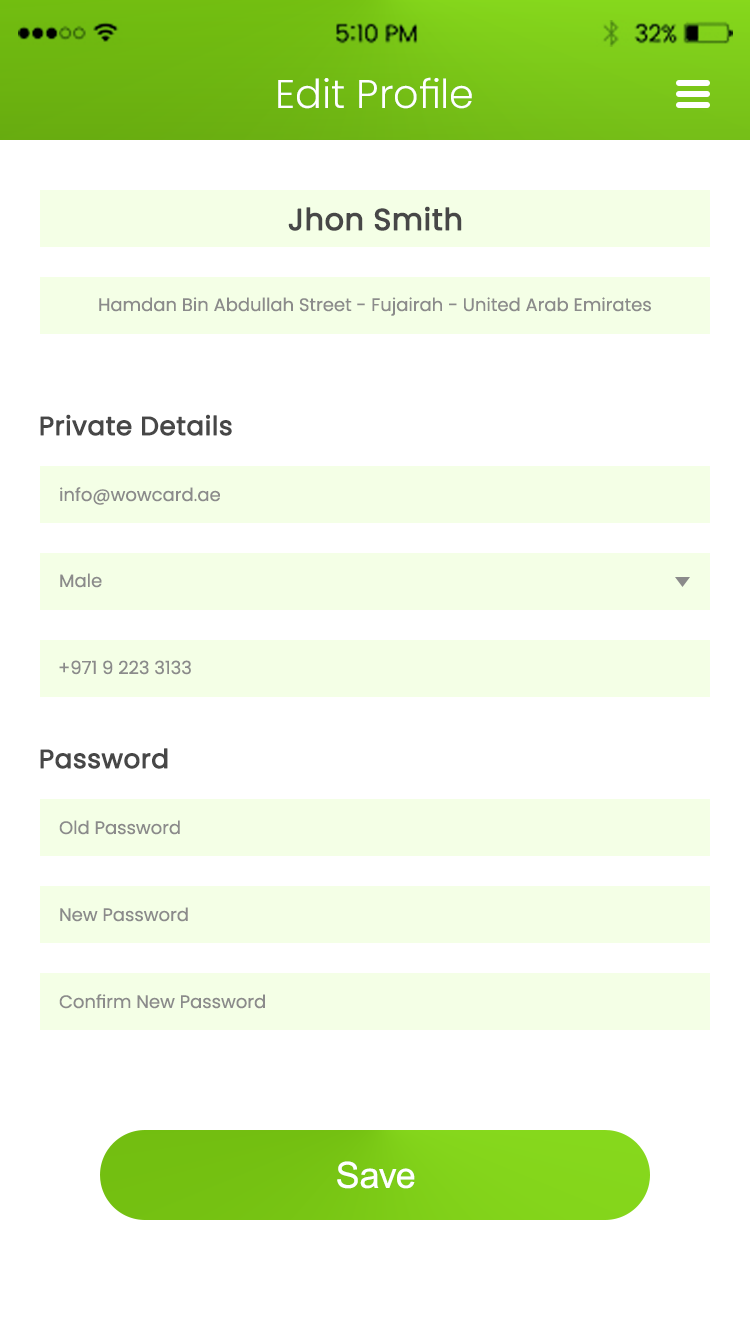 5:10 PM
32%
Edit Profile
Jhon Smith
Hamdan Bin Abdullah Street - Fujairah - United Arab Emirates
Private Details
info@wowcard.ae
Male
+971 9 223 3133
Password
Old Password
New Password
Confirm New Password
Save